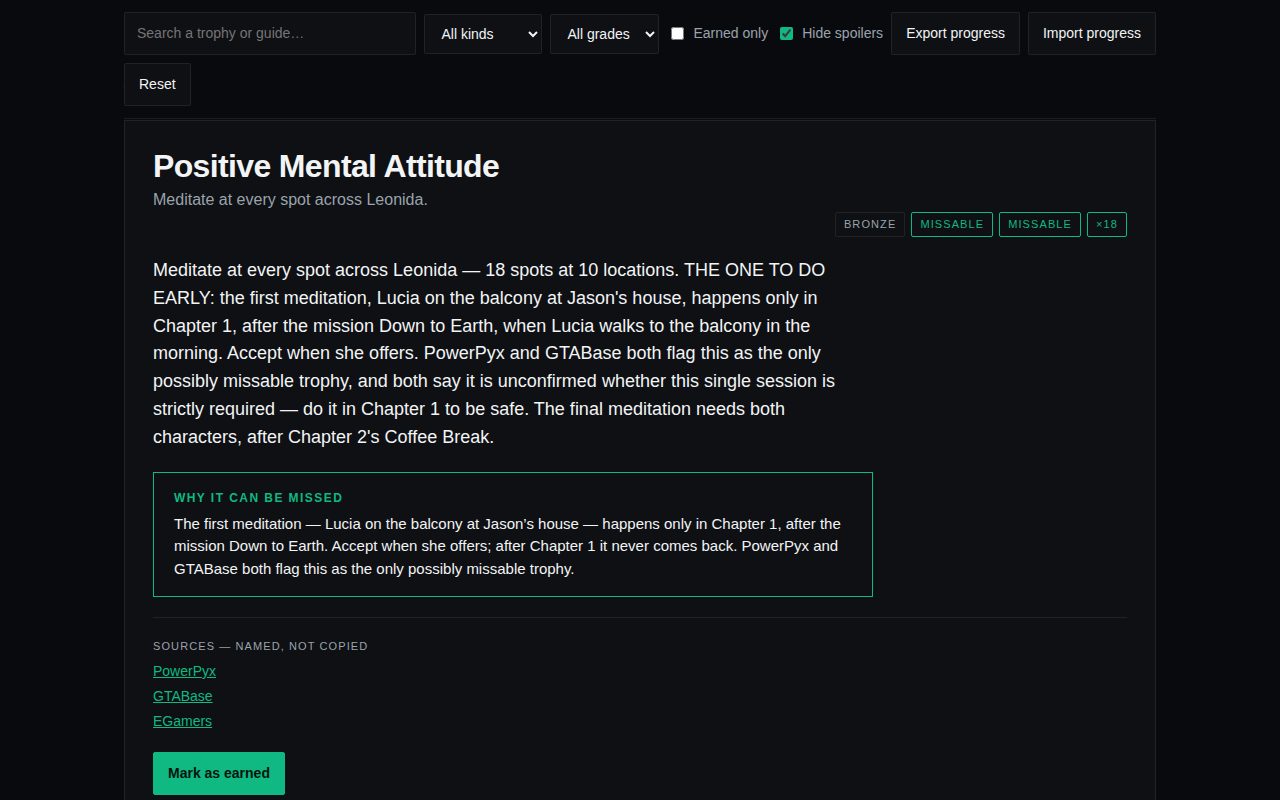 Search a trophy or guide…
All kinds
All grades
Earned only
Hide spoilers
Export progress
Import progress
Reset
Positive Mental Attitude
Meditate at every spot across Leonida.
BRONZE
MISSABLE
MISSABLE
×18
Meditate at every spot across Leonida — 18 spots at 10 locations. THE ONE TO DO
EARLY: the first meditation, Lucia on the balcony at Jason's house, happens only in
Chapter 1, after the mission Down to Earth, when Lucia walks to the balcony in the
morning. Accept when she offers. PowerPyx and GTABase both flag this as the only
possibly missable trophy, and both say it is unconfirmed whether this single session is
strictly required — do it in Chapter 1 to be safe. The final meditation needs both
characters, after Chapter 2's Coffee Break.
WHY IT CAN BE MISSED
The first meditation — Lucia on the balcony at Jason’s house — happens only in Chapter 1, after the
mission Down to Earth. Accept when she offers; after Chapter 1 it never comes back. PowerPyx and
GTABase both flag this as the only possibly missable trophy.
SOURCES — NAMED, NOT COPIED
PowerPyx
GTABase
EGamers
Mark as earned